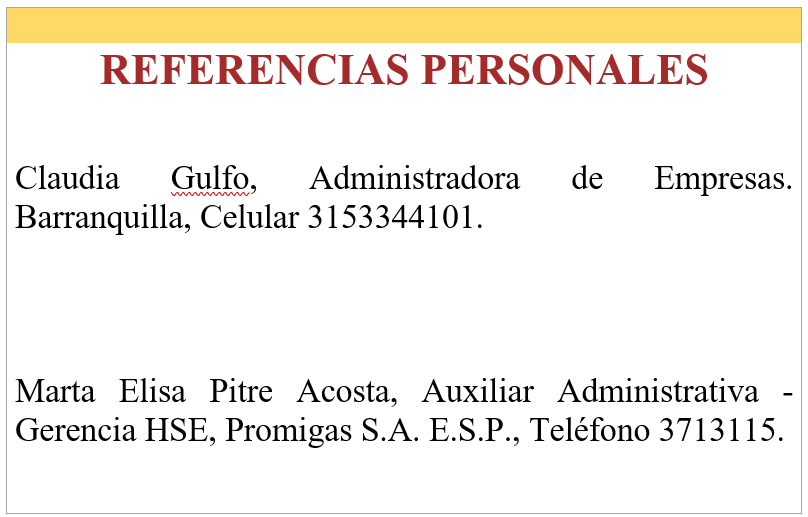 REFERENCIAS PERSONALES
Claudia Gulfo, Administradora de Empresas.
Barranquilla, Celular 3153344101.
Marta Elisa Pitre Acosta, Auxiliar Administrativa -
Gerencia HSE, Promigas S.A. E.S.P., Teléfono 3713115.